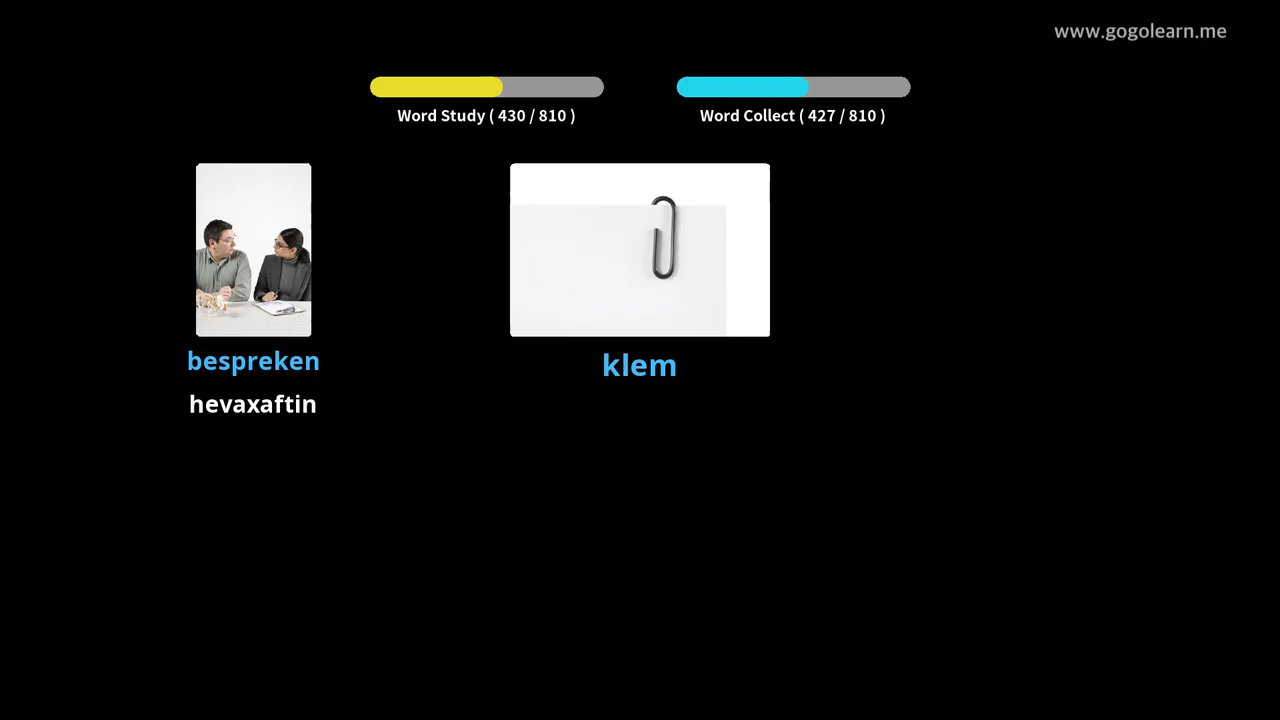 www.gogolearn.me
Word Study ( 430 / 810 )
Word Collect ( 427 / 810 )
bespreken
hevaxaftin
klem